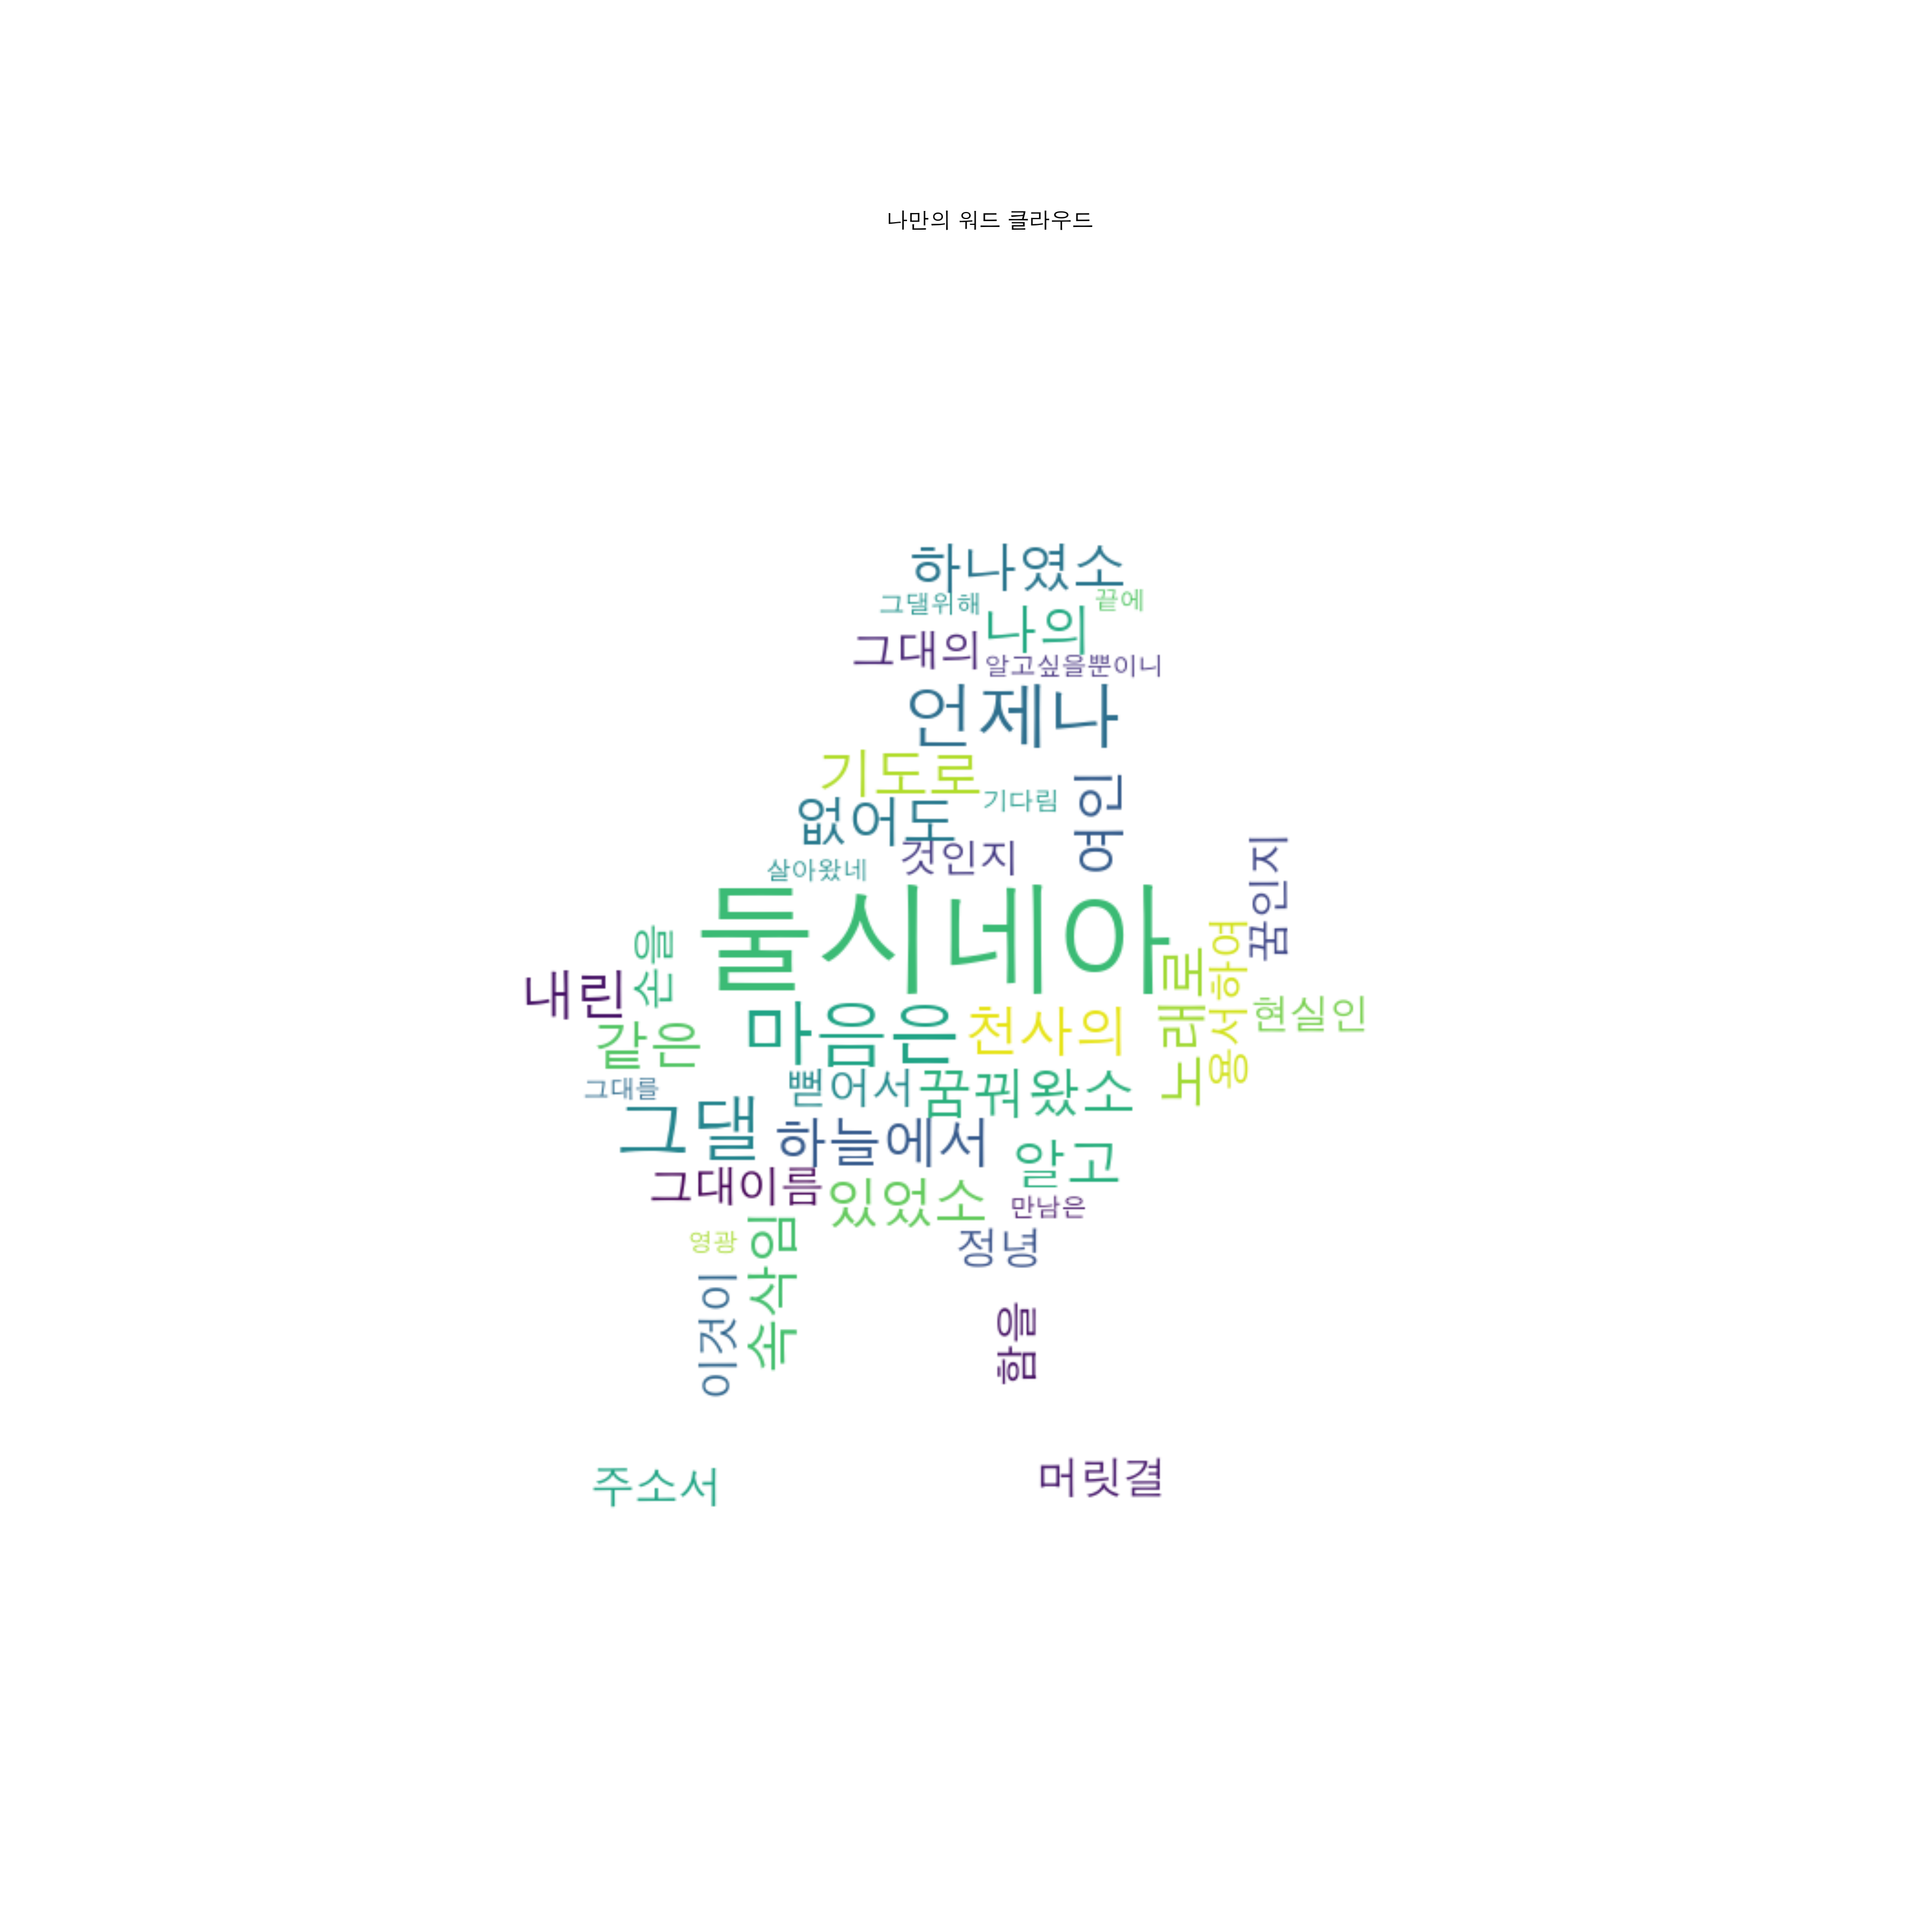 나만의 워드 클라우드
하나였소
그댈위해
끝에
나의
그대의
알고싶을뿐이니
언제나
기도로
기다림
여인
없어도
것인지
살아왔네
꿈인지
둘시네아
손을
내린
노래로
용서하여
현실인
같은
마음은
천사의
그대를
뻗어서
꿈꿔왔소
그댈
하늘에서
알고
그대이름
있었소
만남은
영광
속삭임
정녕
이것이
함을
주소서
머릿결